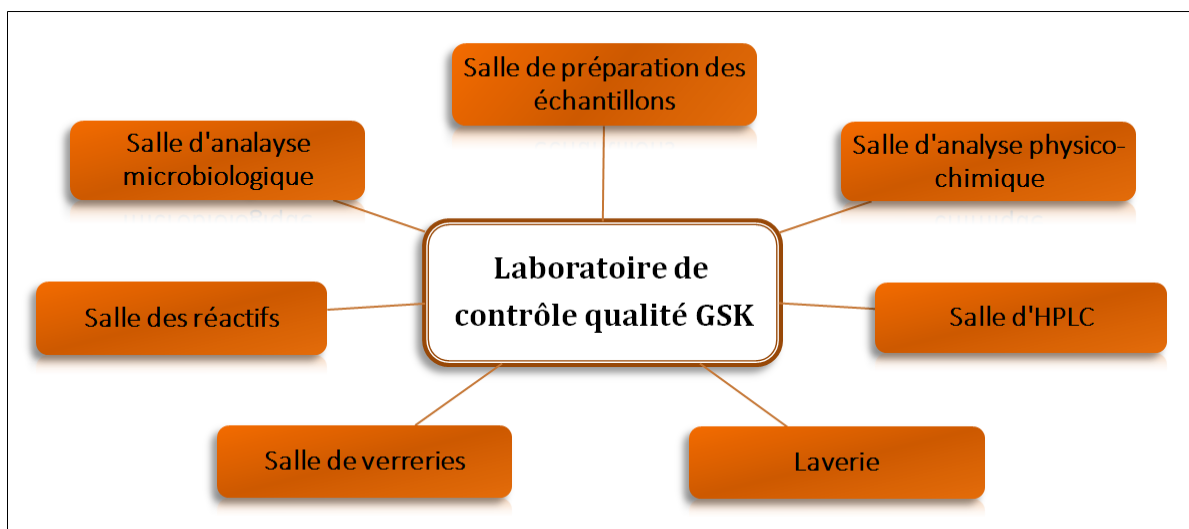 Salle de préparation des
échantillons
Salle d'analayse
microbiologique
Salle d'analyse physico-
chimique
Laboratoire de
contrôle qualité GSK
Salle des réactifs
Salle d'HPLC
Salle de verreries
Laverie